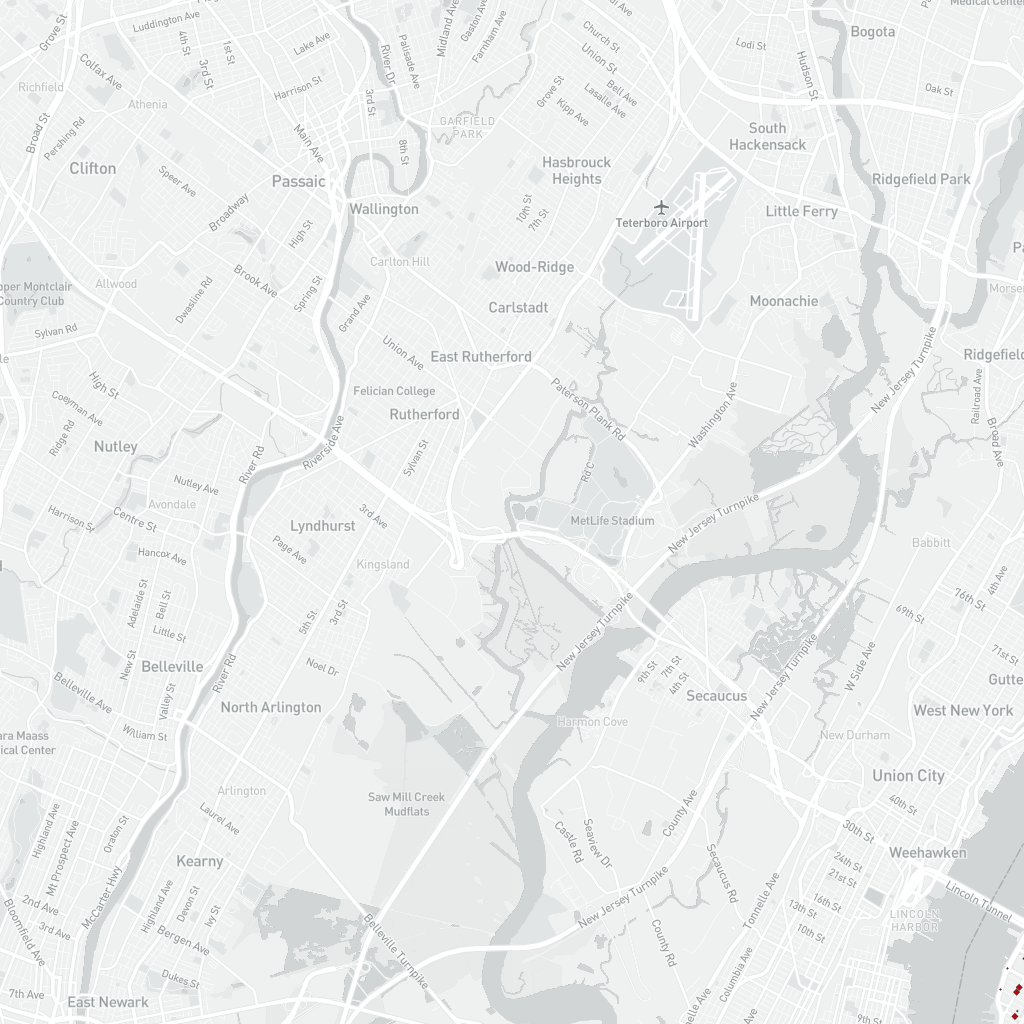 Grove St
Luddington Ave
4th St
3rd St
1st St
Lake Ave
Harrison St
Colfax Ave
Richfield
Athenia
Broad St
Pershing Rd
Main Ave
Clifton
Speer Ave
Passaic
Broadway
High St
Palisade Ave
River Dr
3rd St
8th St
Midland Ave
Gaston Ave
Farnham Ave
GARFIELD
PARK
Church St
Union St
Bell Ave
Lasalle Ave
Grove St
Kipp Ave
Lodi St
Hudson St
Bogota
Medical Center
Oak St
South
Hackensack
Hasbrouck
Heights
Ridgefield Park
Wallington
10th St
7th St
Teterboro Airport
Little Ferry
Carlton Hill
Wood-Ridge
Carlstadt
Moonachie
Allwood
Upper Montclair
Country Club
Brook Ave
Dwasline Rd
Spring St
Grand Ave
Sylvan Rd
Union Ave
East Rutherford
Felician College
Rutherford
Paterson Plank Rd
Washington Ave
New Jersey Turnpike
Ridgefield
Railroad Ave
Broad Ave
High St
Coeyman Ave
Ridge Rd
Nutley
River Rd
Riverside Ave
Sylvan St
Rd C
Nutley Ave
Avondale
Harrison St
Centre St
Hancox Ave
Lyndhurst
Page Ave
3rd Ave
Kingsland
MetLife Stadium
New Jersey Turnpike
Babbitt
76th St
4th Ave
69th St
71st St
Adelaide St
Bell St
Little St
New St
5th St
3rd St
Noel Dr
Belleville
River Rd
Valley St
Belleville Ave
William St
North Arlington
New Jersey Turnpike
9th St
7th St
4th St
Secaucus
New Jersey Turnpike
W Side Ave
West New York
Harmon Cove
New Durham
Union City
Arlington
Saw Mill Creek
Mudflats
Laurel Ave
Kearny
Highland Ave
Mt Prospect Ave
Oraton St
McCarter Hwy
Castle Rd
Seaview Dr
County Ave
Secaucus Rd
40th St
30th St
24th St
21st St
16th St
13th St
10th St
Weehawken
Lincoln Tunnel
LINCOLN
HARBOR
2nd Ave
3rd Ave
Bloomfield Ave
7th Ave
Highland Ave
Devon St
Ivy St
Bergen Ave
Dukes St
East Newark
Belleville Turnpike
New Jersey Turnpike
County Rd
Tonnelle Ave
Columbia Ave
9th St